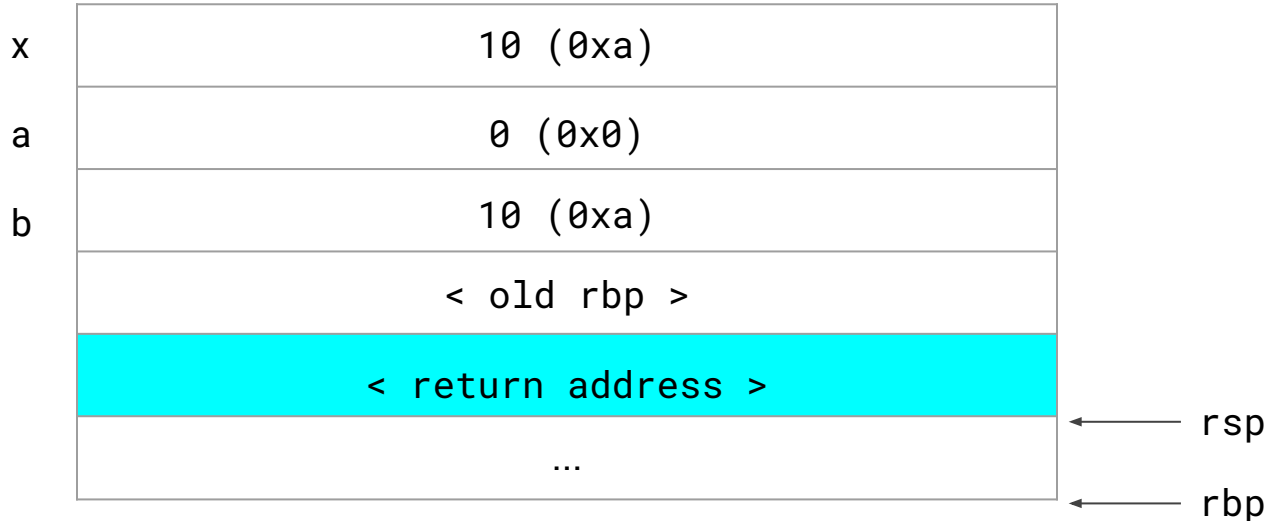 x 10 (0xa)
a 0 (0x0)
b 10 (0xa)
< old rbp >
< return address >
rsp
...
rbp